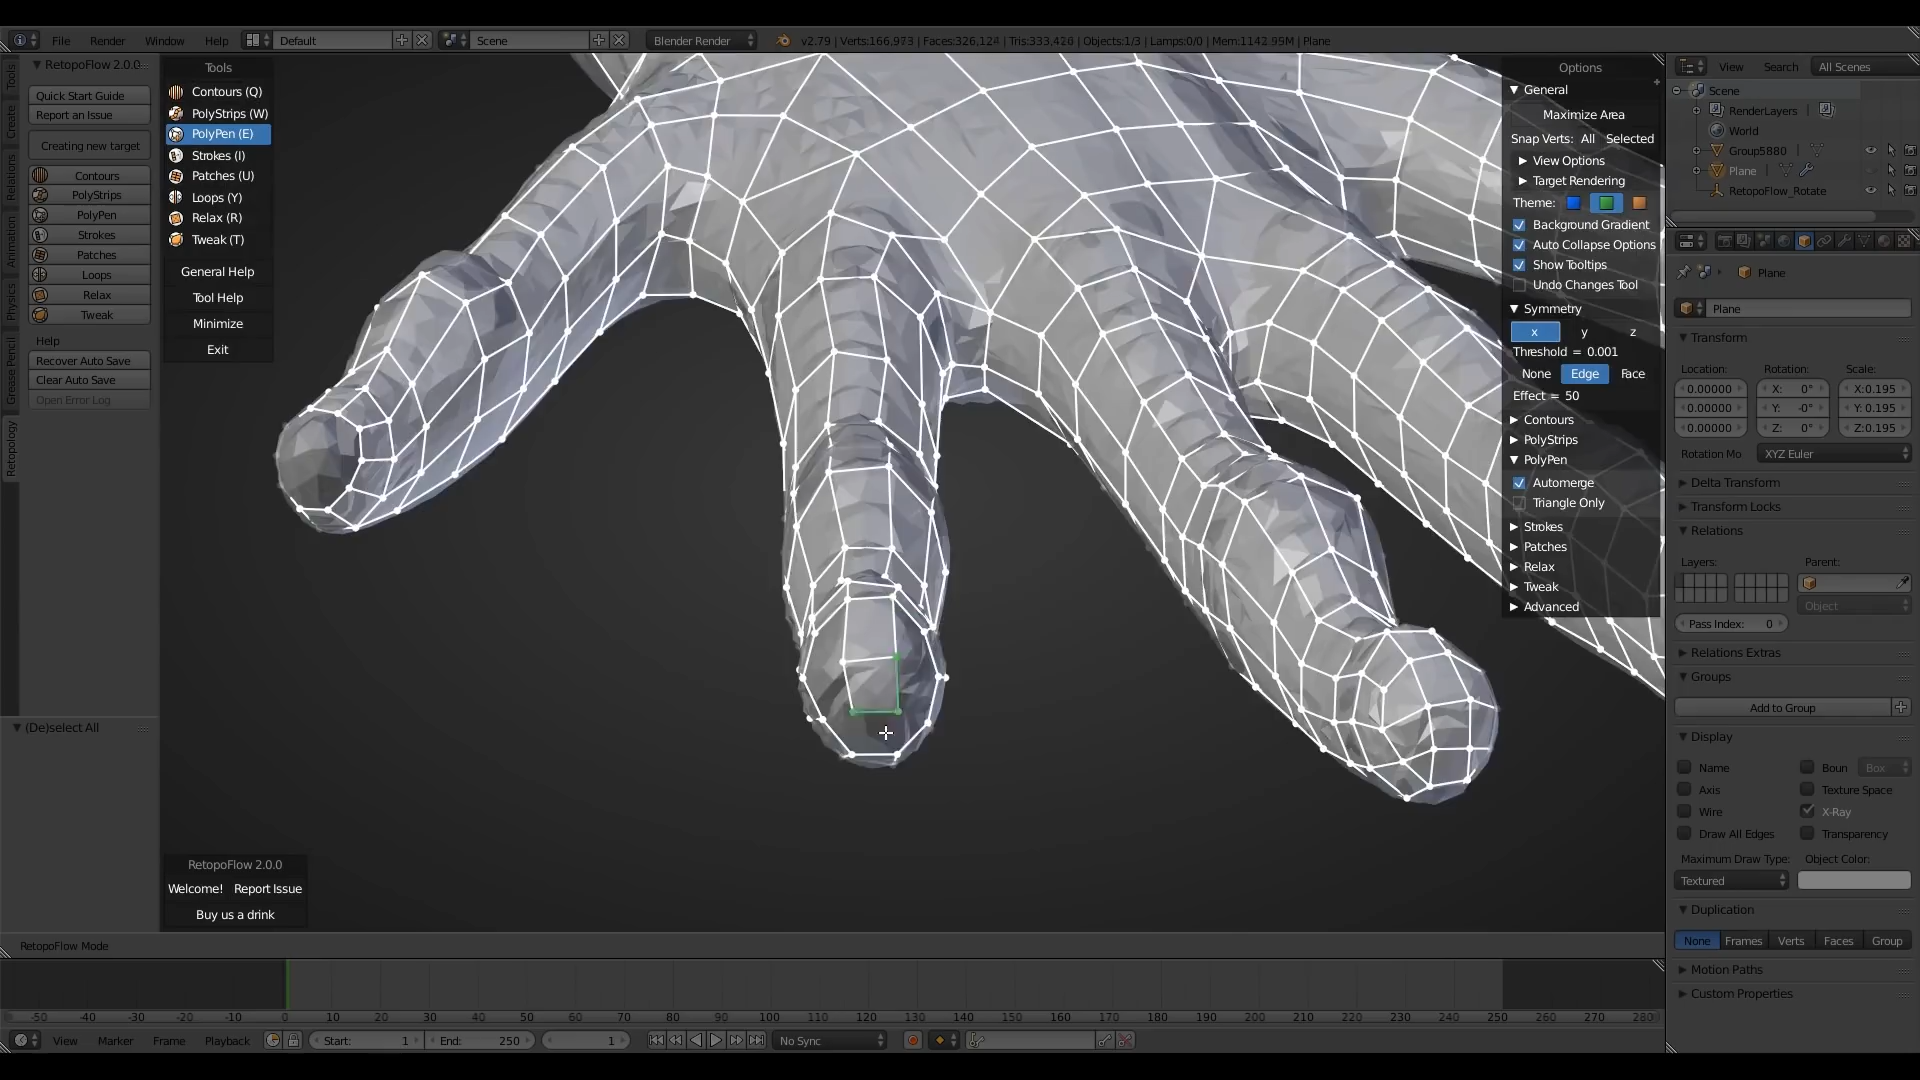 File Render Window Help Default Scene Blender Render v2.79 | Verts:166,973 | Faces:326,124 | Tris:333,426 | Objects:1/3 | Lamps:0/0 | Mem:1142.95M | Plane
RetopoFlow 2.0.0
Quick Start Guide
Report an Issue
Creating new target
Contours
PolyStrips
PolyPen
Strokes
Patches
Loops
Relax
Tweak
Help
Recover Auto Save
Clear Auto Save
Open Error Log
Tools
Create
Relations
Animation
Physics
Grease Pencil
Retopology
(De)select All
Tools
Contours (Q)
PolyStrips (W)
PolyPen (E)
Strokes (I)
Patches (U)
Loops (Y)
Relax (R)
Tweak (T)
General Help
Tool Help
Minimize
Exit
RetopoFlow 2.0.0
Welcome! Report Issue
Buy us a drink
Options
General
Maximize Area
Snap Verts: All Selected
View Options
Target Rendering
Theme:
Background Gradient
Auto Collapse Options
Show Tooltips
Undo Changes Tool
Symmetry
x y z
Threshold = 0.001
None Edge Face
Effect = 50
Contours
PolyStrips
PolyPen
Automerge
Triangle Only
Strokes
Patches
Relax
Tweak
Advanced
View Search All Scenes
Scene
RenderLayers
World
Group5880
Plane
RetopoFlow_Rotate
Plane
Plane
Transform
Location: Rotation: Scale:
0.00000 X: 0° X:0.195
0.00000 Y: -0° Y: 0.195
0.00000 Z: 0° Z:0.195
Rotation Mo XYZ Euler
Delta Transform
Transform Locks
Relations
Layers: Parent:
Object
Pass Index: 0
Relations Extras
Groups
Add to Group
Display
Name Boun Box
Axis Texture Space
Wire X-Ray
Draw All Edges Transparency
Maximum Draw Type: Object Color:
Textured
Duplication
None Frames Verts Faces Group
Motion Paths
Custom Properties
RetopoFlow Mode
-50 -40 -30 -20 -10 0 10 20 30 40 50 60 70 80 90 100 110 120 130 140 150 160 170 180 190 200 210 220 230 240 250 260 270 280
View Marker Frame Playback Start: 1 End: 250 1 No Sync